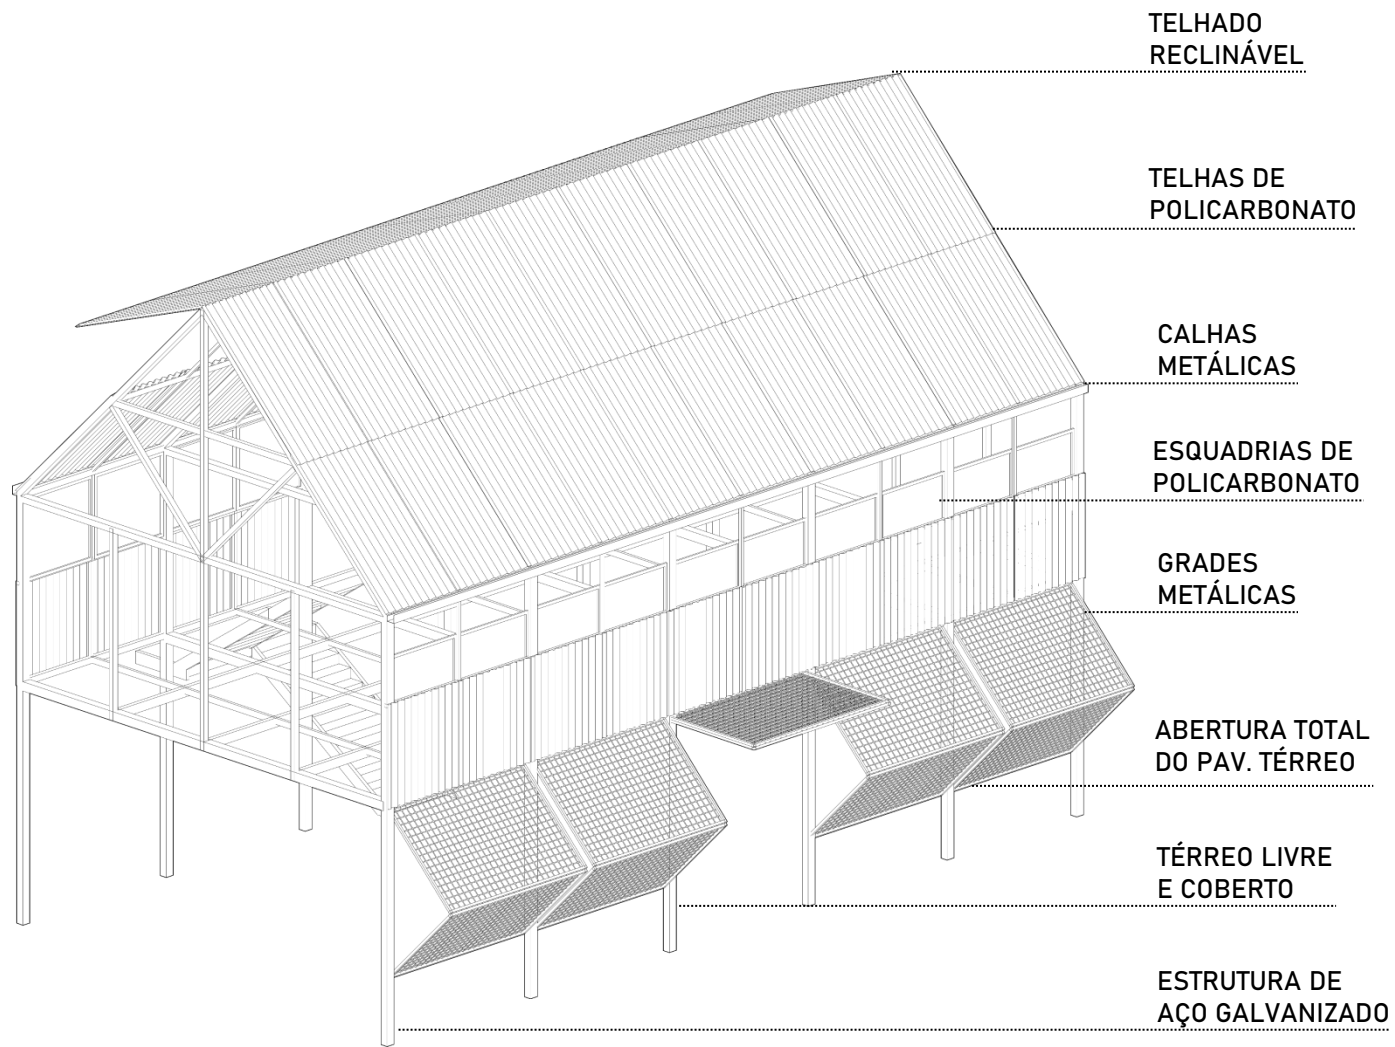 TELHADO
RECLINÁVEL
TELHAS DE
POLICARBONATO
CALHAS
METÁLICAS
ESQUADRIAS DE
POLICARBONATO
GRADES
METÁLICAS
ABERTURA TOTAL
DO PAV. TÉRREO
TÉRREO LIVRE
E COBERTO
ESTRUTURA DE
AÇO GALVANIZADO